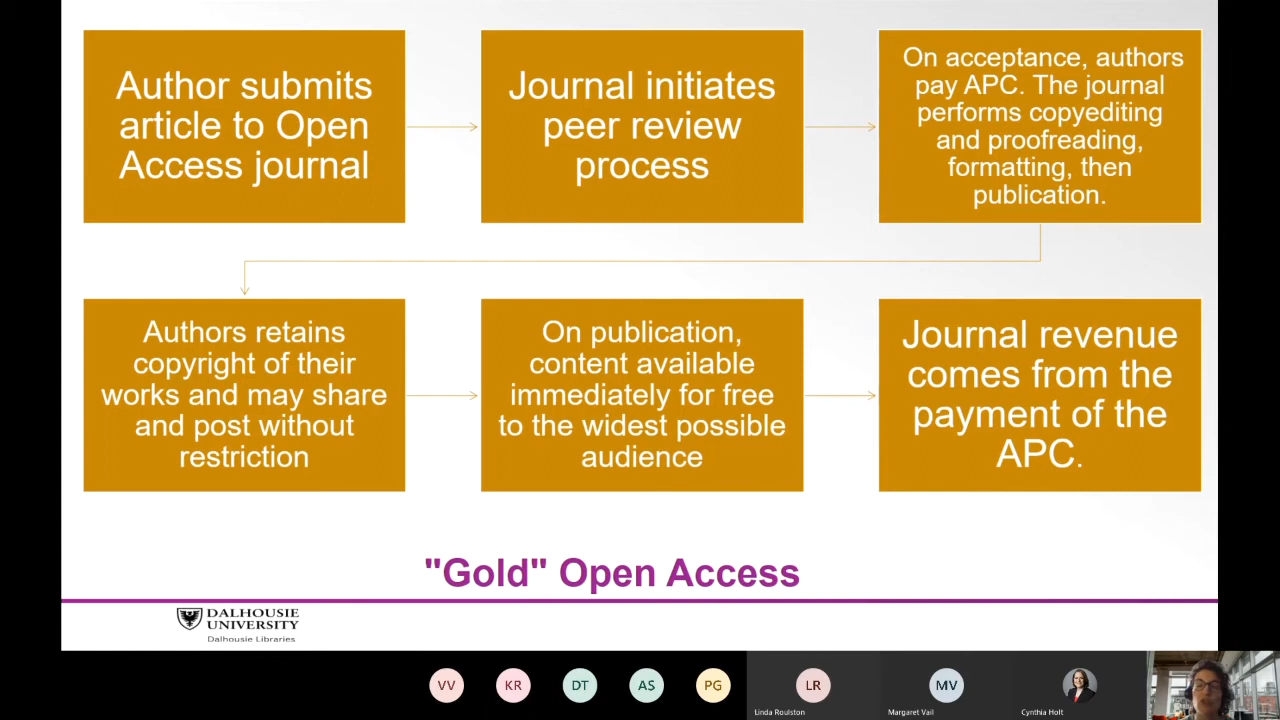 Author submits
article to Open
Access journal
Journal initiates
peer review
process
On acceptance, authors
pay APC. The journal
performs copyediting
and proofreading,
formatting, then
publication.
Authors retains
copyright of their
works and may share
and post without
restriction
On publication,
content available
immediately for free
to the widest possible
audience
Journal revenue
comes from the
payment of the
APC.
"Gold" Open Access
DALHOUSIE
UNIVERSITY
Dalhousie Libraries
VV
KR
DT
AS
PG
LR
Linda Roulston
MV
Margaret Vail
Cynthia Holt